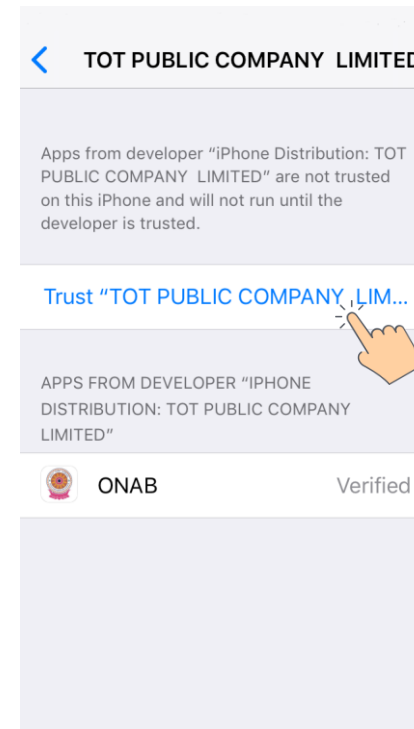 TOT PUBLIC COMPANY LIMITED
Apps from developer “iPhone Distribution: TOT
PUBLIC COMPANY LIMITED” are not trusted
on this iPhone and will not run until the
developer is trusted.
Trust “TOT PUBLIC COMPANY LIM...
APPS FROM DEVELOPER “IPHONE
DISTRIBUTION: TOT PUBLIC COMPANY
LIMITED”
ONAB Verified